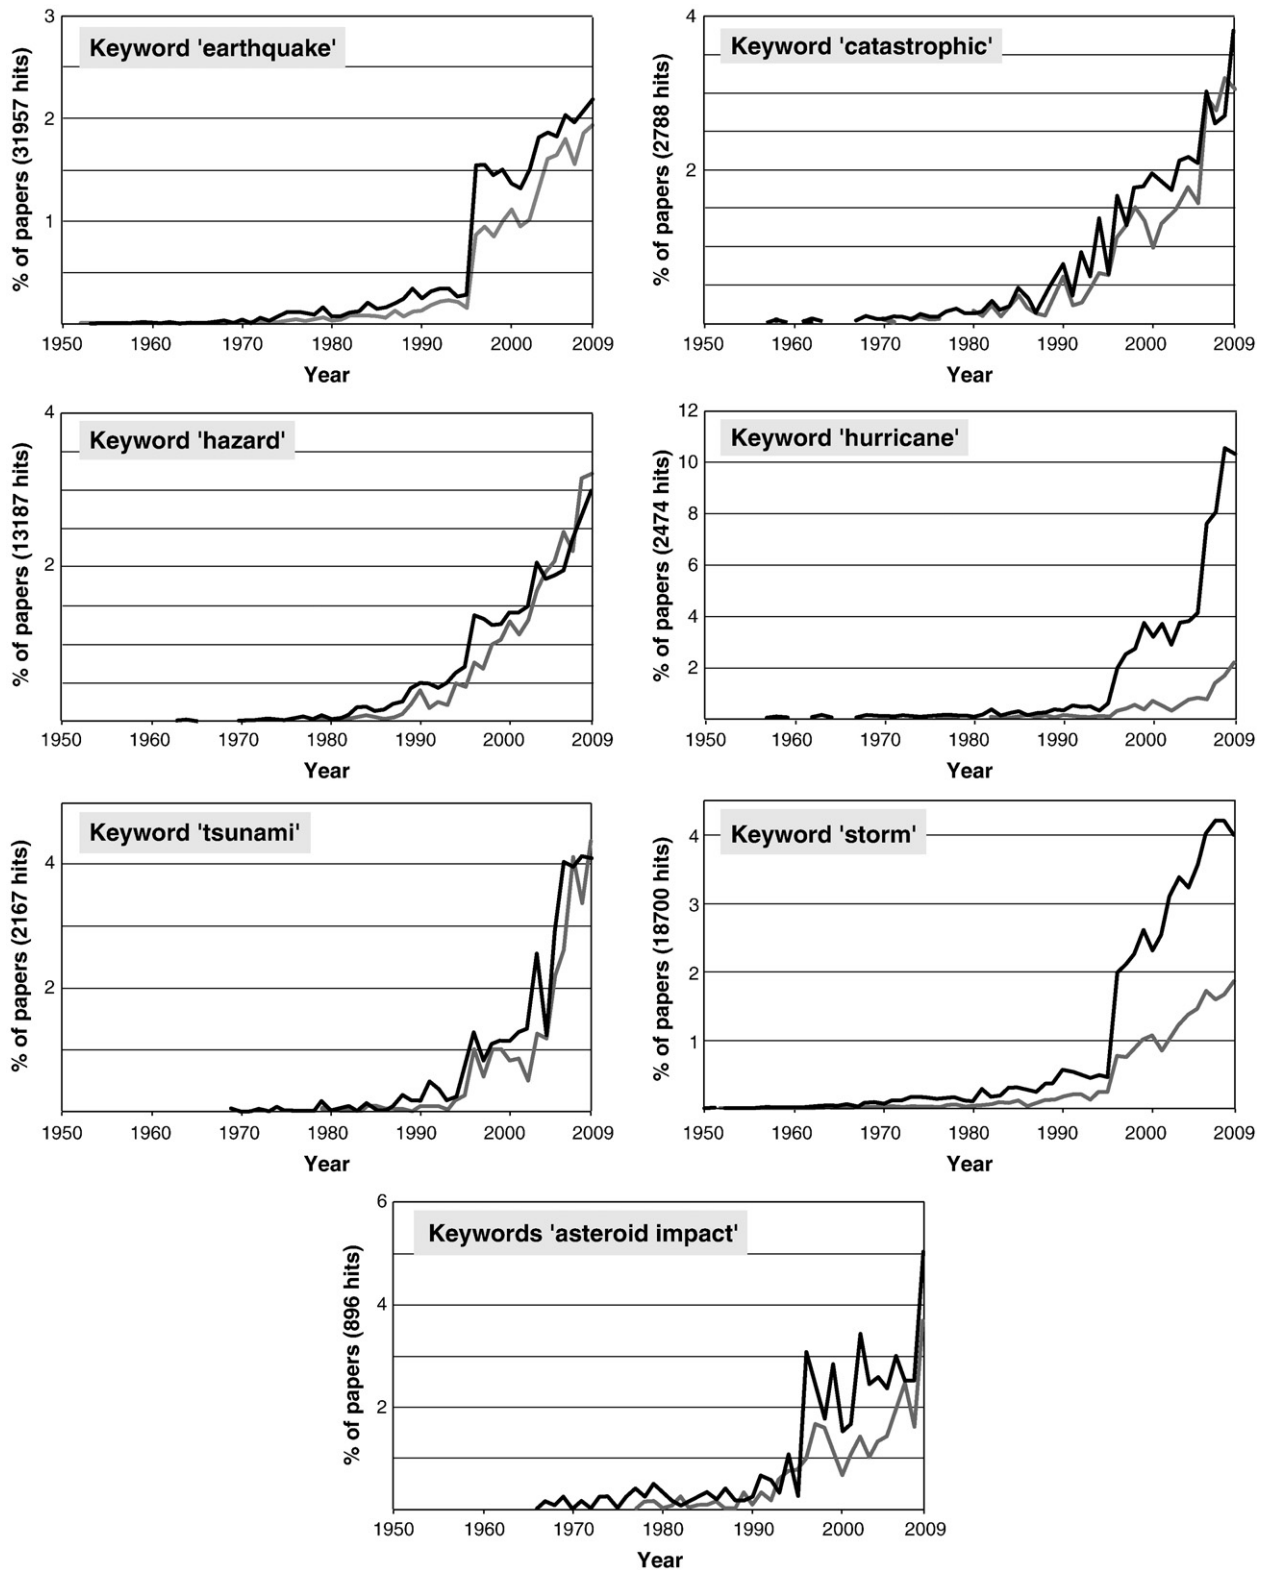 Keyword 'earthquake'
% of papers (31957 hits)
3
2
1
1950 1960 1970 1980 1990 2000 2009
Year
Keyword 'catastrophic'
% of papers (2788 hits)
4
2
1950 1960 1970 1980 1990 2000 2009
Year
Keyword 'hazard'
% of papers (13187 hits)
4
2
1950 1960 1970 1980 1990 2000 2009
Year
Keyword 'hurricane'
% of papers (2474 hits)
12
10
8
6
4
2
1950 1960 1970 1980 1990 2000 2009
Year
Keyword 'tsunami'
% of papers (2167 hits)
4
2
1950 1960 1970 1980 1990 2000 2009
Year
Keyword 'storm'
% of papers (18700 hits)
4
3
2
1
1950 1960 1970 1980 1990 2000 2009
Year
Keywords 'asteroid impact'
% of papers (896 hits)
6
4
2
1950 1960 1970 1980 1990 2000 2009
Year